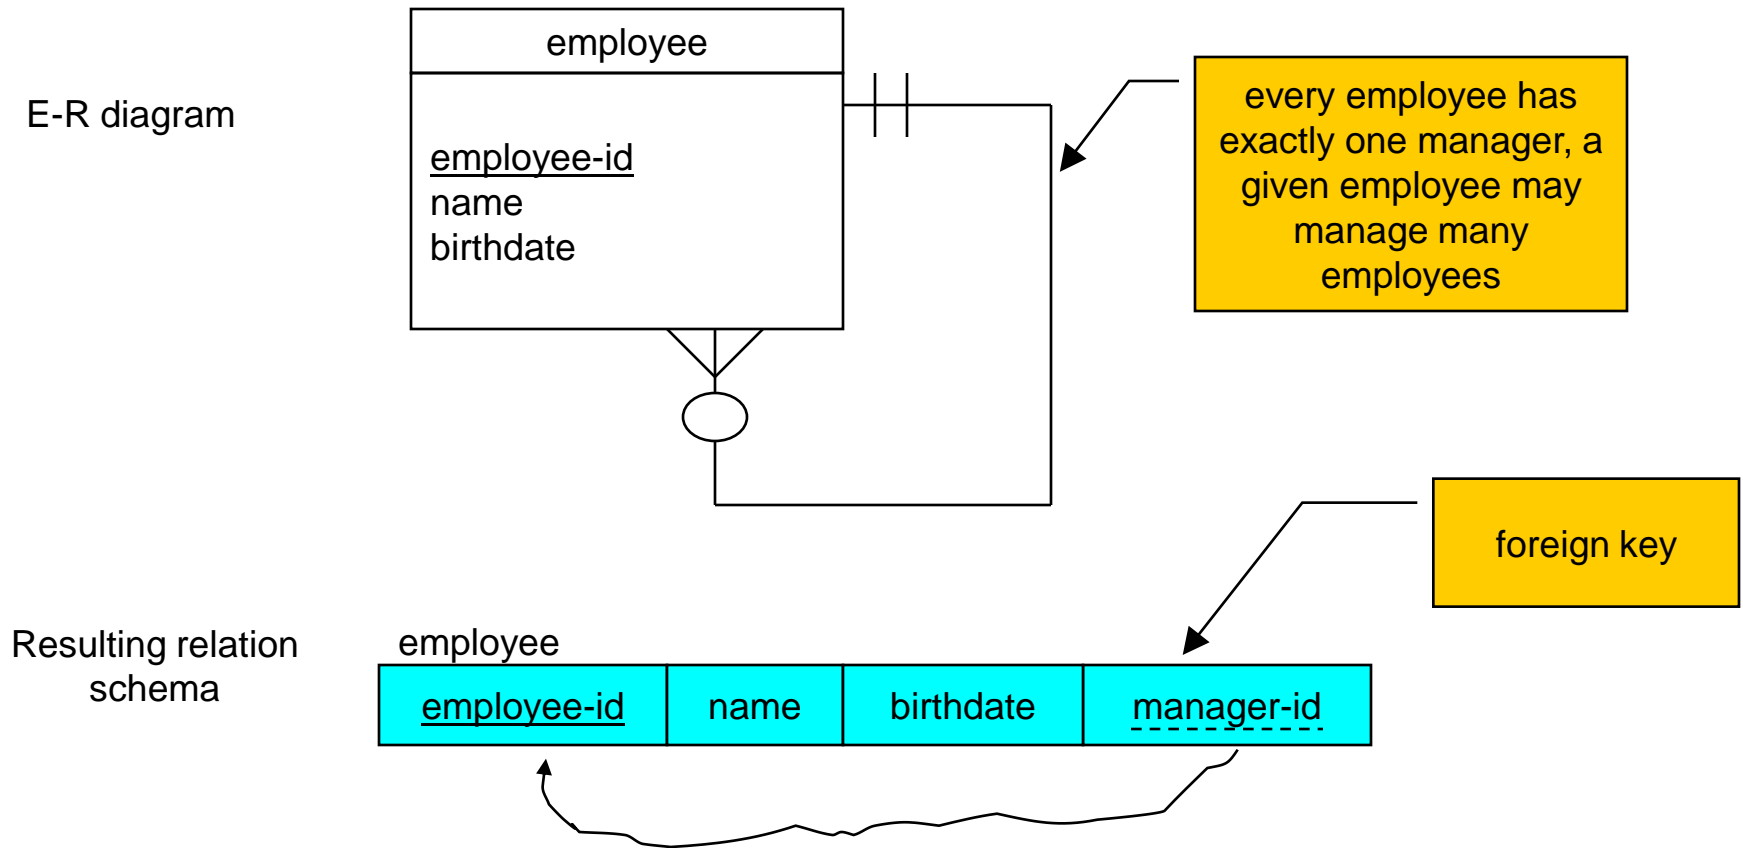 employee
E-R diagram
employee-id
name
birthdate
every employee has
exactly one manager, a
given employee may
manage many
employees
foreign key
Resulting relation
schema
employee
employee-id name birthdate manager-id